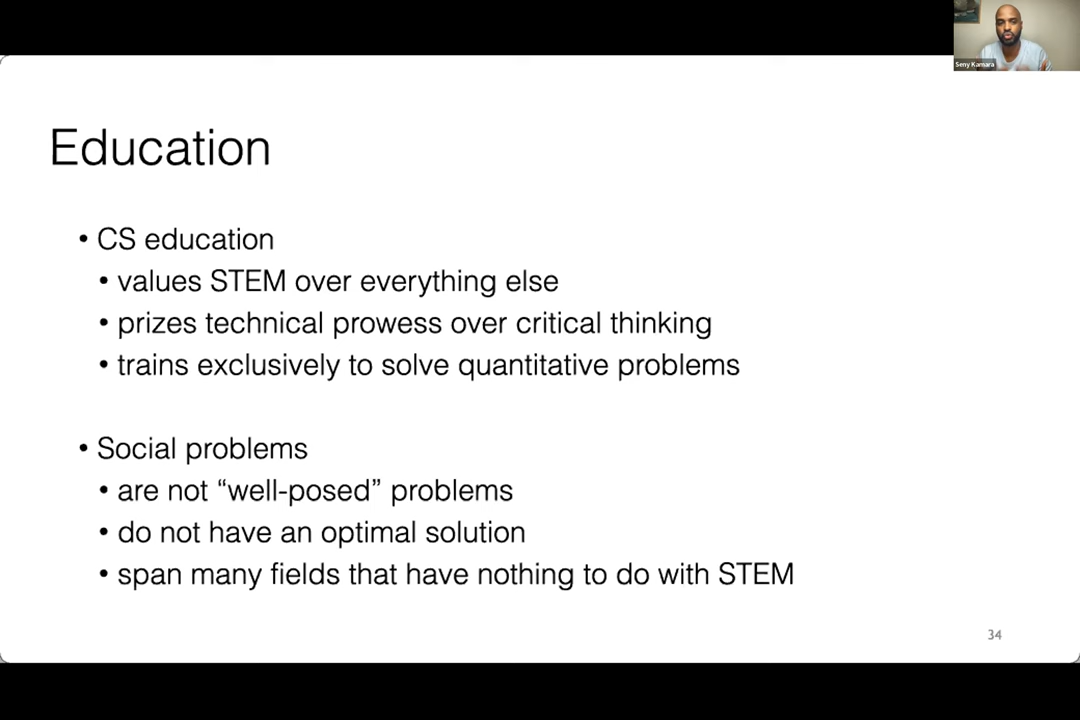 Seny Kamara
Education
• CS education
• values STEM over everything else
• prizes technical prowess over critical thinking
• trains exclusively to solve quantitative problems
• Social problems
• are not “well-posed” problems
• do not have an optimal solution
• span many fields that have nothing to do with STEM
34